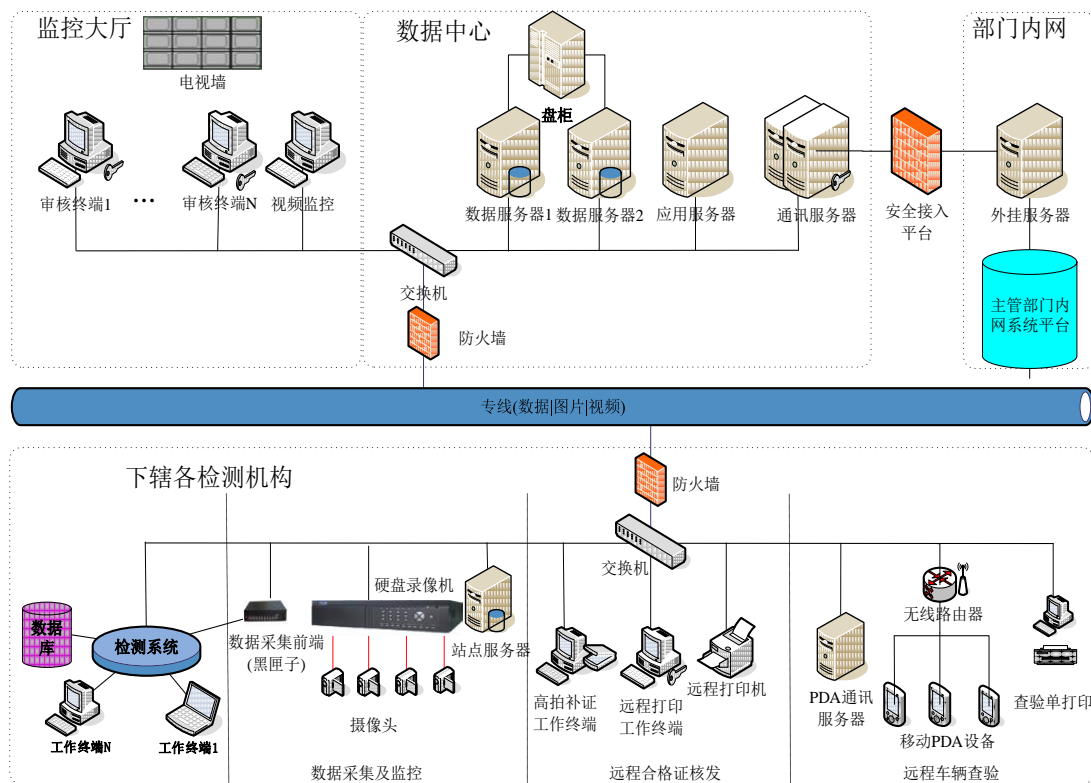 监控大厅
数据中心
部门内网
电视墙
盘柜
审核终端1
...
审核终端N
视频监控
数据服务器1
数据服务器2
应用服务器
通讯服务器
安全接入
平台
外挂服务器
交换机
主管部门内
网系统平台
防火墙
专线(数据|图片|视频)
下辖各检测机构
防火墙
交换机
硬盘录像机
无线路由器
数据库
检测系统
数据采集前端
(黑匣子)
站点服务器
高拍补证
工作终端
远程打印
工作终端
远程打印机
PDA通讯
服务器
查验单打印
摄像头
移动PDA设备
工作终端N
工作终端1
数据采集及监控
远程合格证核发
远程车辆查验